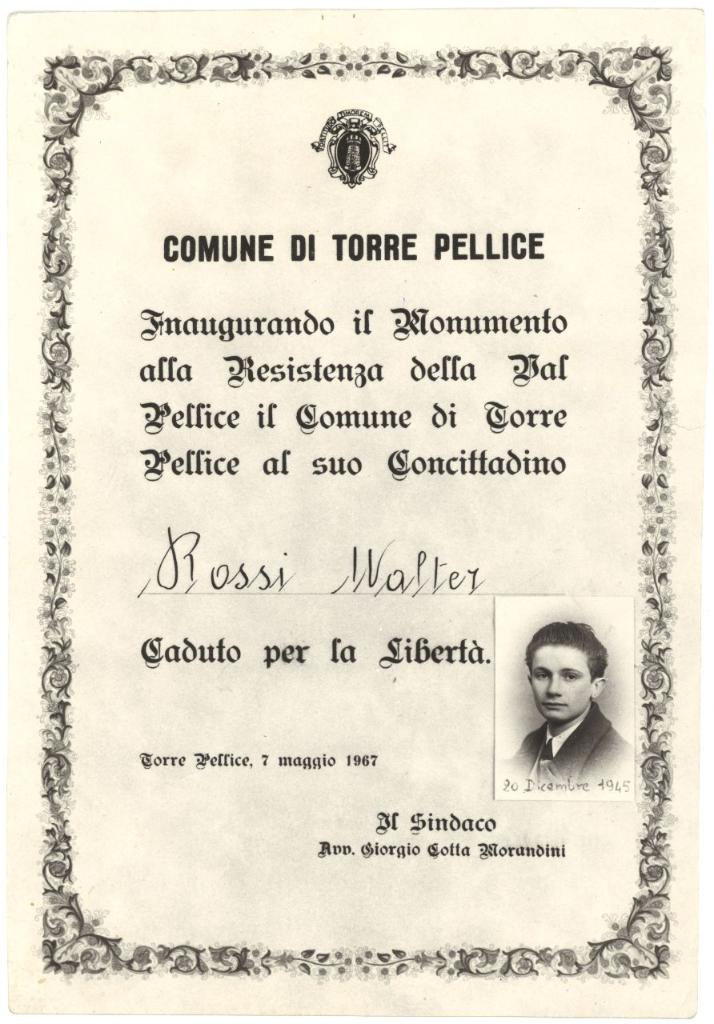 COMUNE DI TORRE PELLICE
Inaugurando il Monumento
alla Resistenza della Val
Pellice il Comune di Torre
Pellice al suo Concittadino
Rossi Walter
Caduto per la Libertà.
Torre Pellice, 7 maggio 1967
20 Dicembre 1945
Il Sindaco
Avv. Giorgio Cotta Morandini